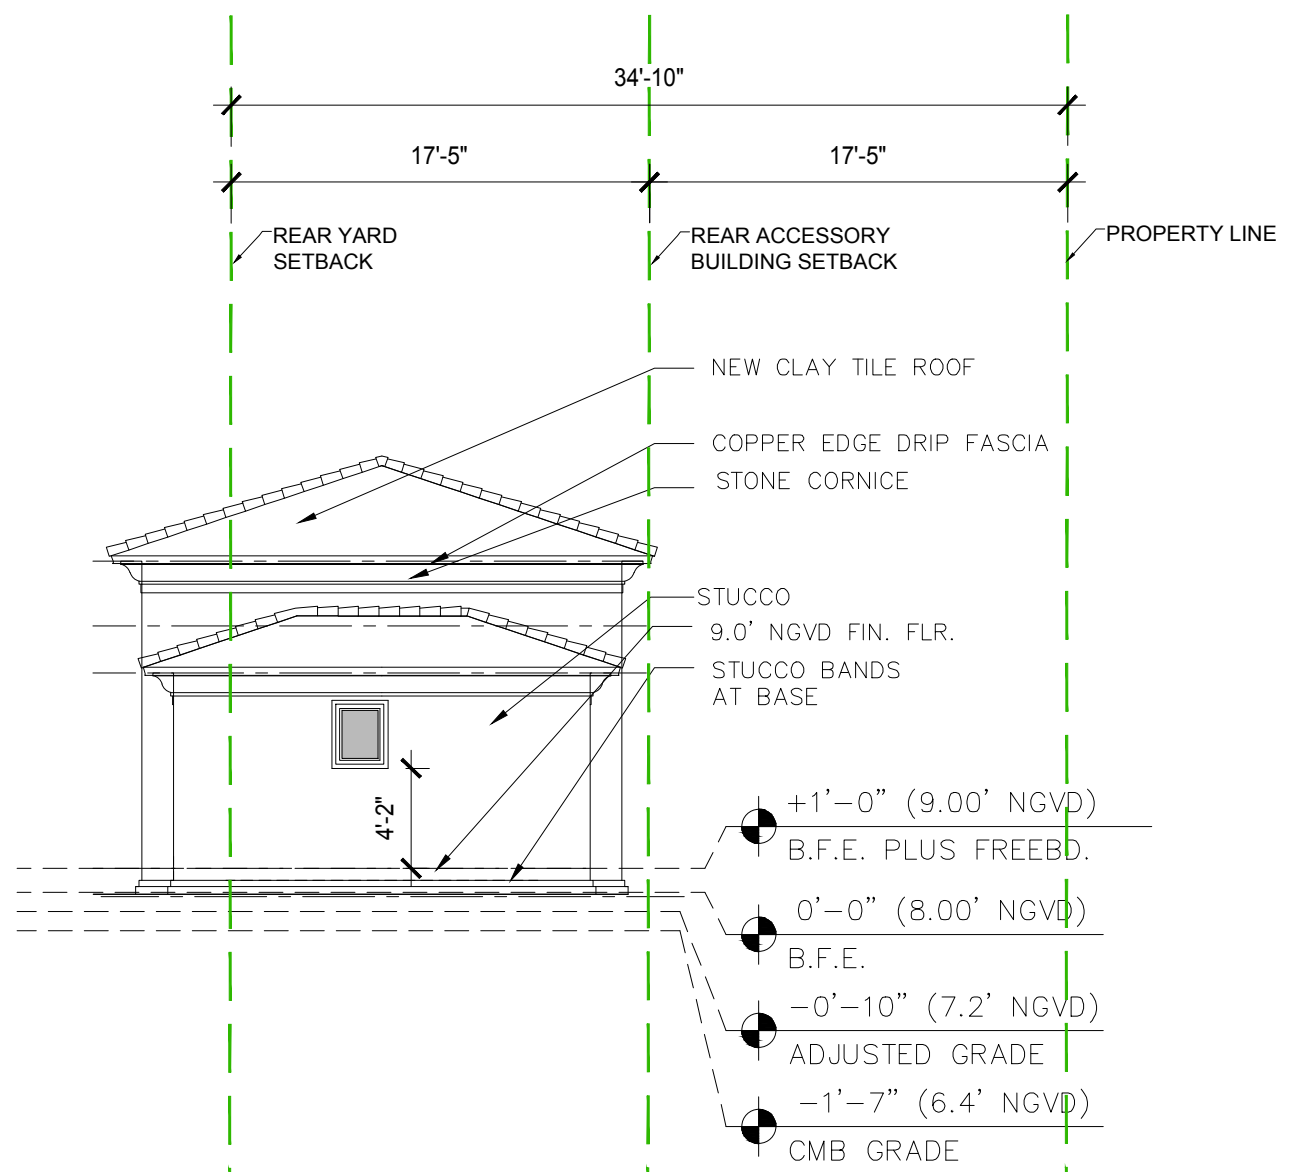 34'-10"
17'-5"
17'-5"
REAR YARD
SETBACK
REAR ACCESSORY
BUILDING SETBACK
PROPERTY LINE
NEW CLAY TILE ROOF
COPPER EDGE DRIP FASCIA
STONE CORNICE
STUCCO
9.0' NGVD FIN. FLR.
STUCCO BANDS
AT BASE
4'-2"
+1'-0" (9.00' NGVD)
B.F.E. PLUS FREEBD.
0'-0" (8.00' NGVD)
B.F.E.
-0'-10" (7.2' NGVD)
ADJUSTED GRADE
-1'-7" (6.4' NGVD)
CMB GRADE